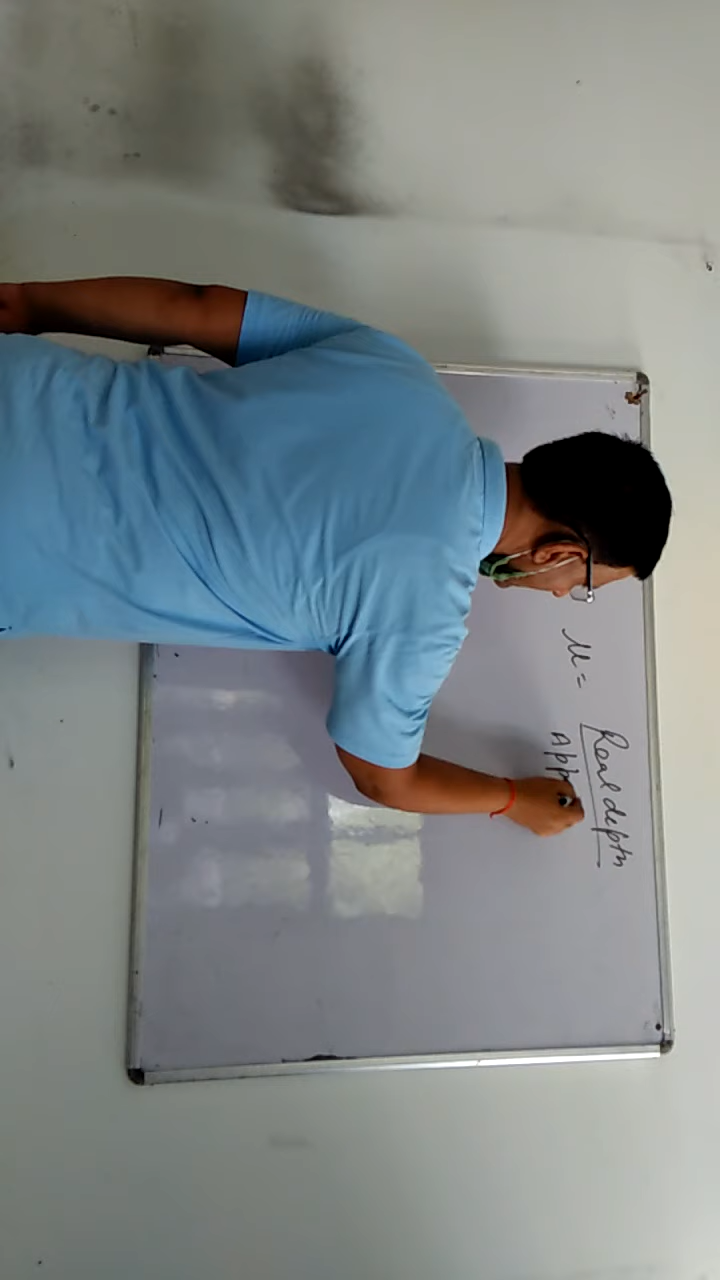 μ = Real depth
App